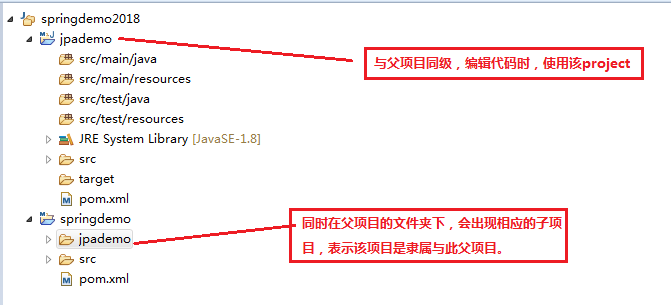 springdemo2018
jpademo
与父项目同级，编辑代码时，使用该project
src/main/java
src/main/resources
src/test/java
src/test/resources
JRE System Library [JavaSE-1.8]
src
target
pom.xml
springdemo
同时在父项目的文件夹下，会出现相应的子项
目，表示该项目是隶属与此父项目。
jpademo
src
pom.xml